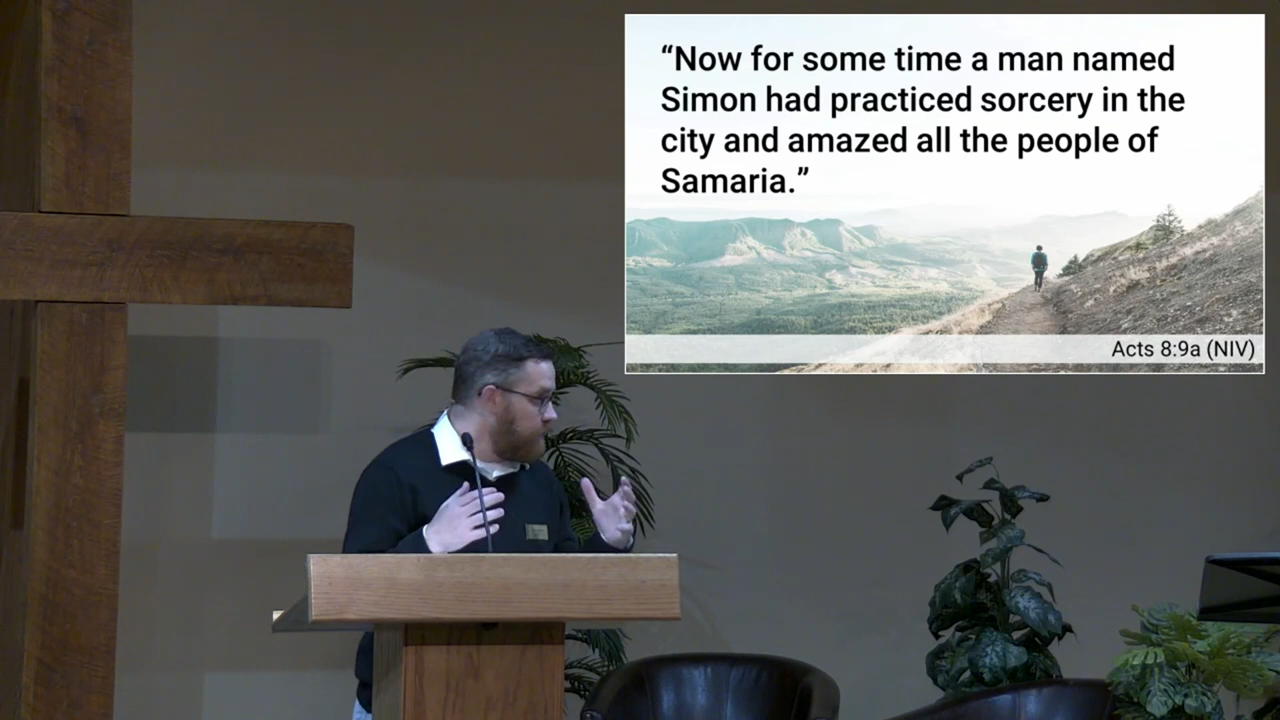 “Now for some time a man named
Simon had practiced sorcery in the
city and amazed all the people of
Samaria.”
Acts 8:9a (NIV)